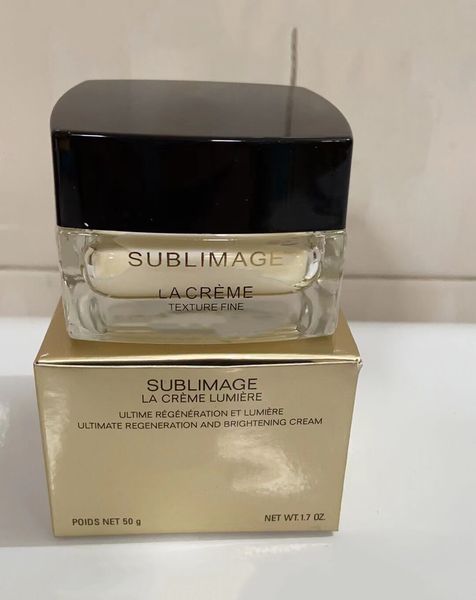 SUBLIMAGE
LA CRÈME
TEXTURE FINE
SUBLIMAGE
LA CRÈME LUMIÈRE
ULTIME RÉGÉNÉRATION ET LUMIÈRE
ULTIMATE REGENERATION AND BRIGHTENING CREAM
POIDS NET 50 g NET WT. 1.7 OZ.